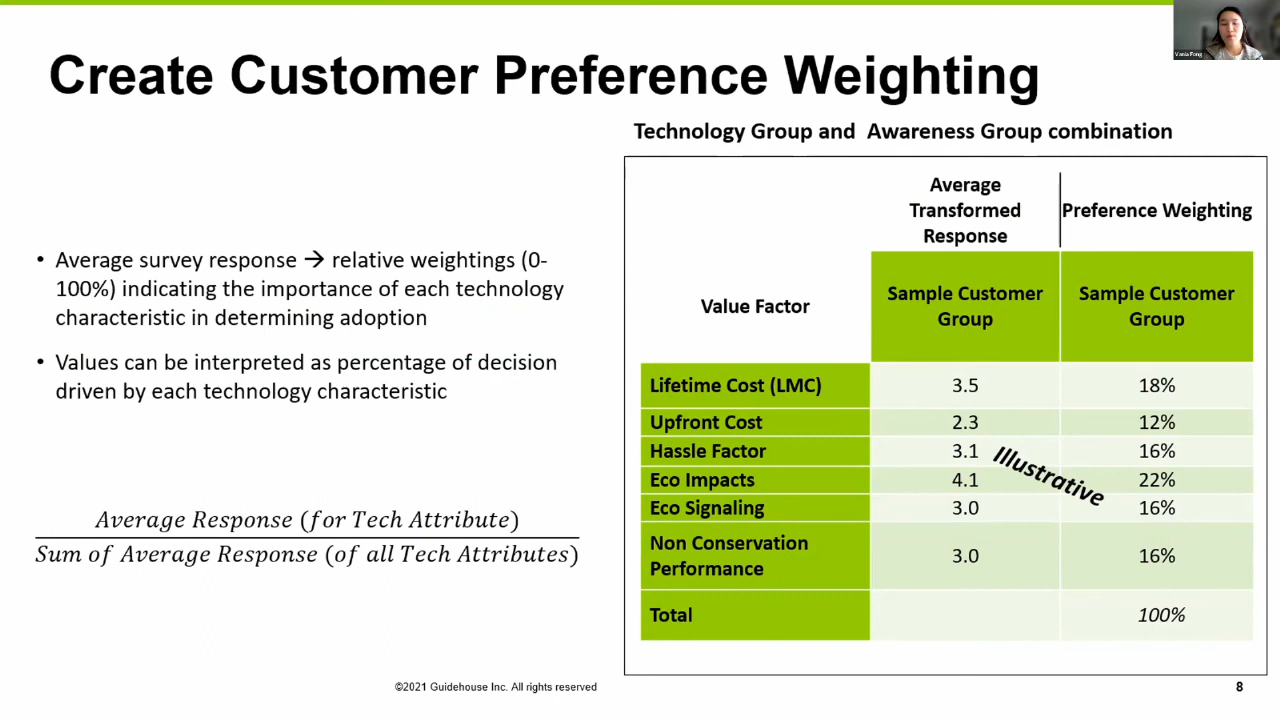 Vania Fong
Create Customer Preference Weighting
Technology Group and Awareness Group combination
• Average survey response → relative weightings (0-
100%) indicating the importance of each technology
characteristic in determining adoption
• Values can be interpreted as percentage of decision
driven by each technology characteristic
Average Response (for Tech Attribute)
Sum of Average Response (of all Tech Attributes)
Average
Transformed
Response
Preference Weighting
Value Factor
Sample Customer
Group
Sample Customer
Group
Lifetime Cost (LMC) 3.5 18%
Upfront Cost 2.3 12%
Hassle Factor 3.1 16%
Eco Impacts 4.1 22%
Eco Signaling 3.0 16%
Non Conservation
Performance 3.0 16%
Total 100%
Illustrative
©2021 Guidehouse Inc. All rights reserved
8